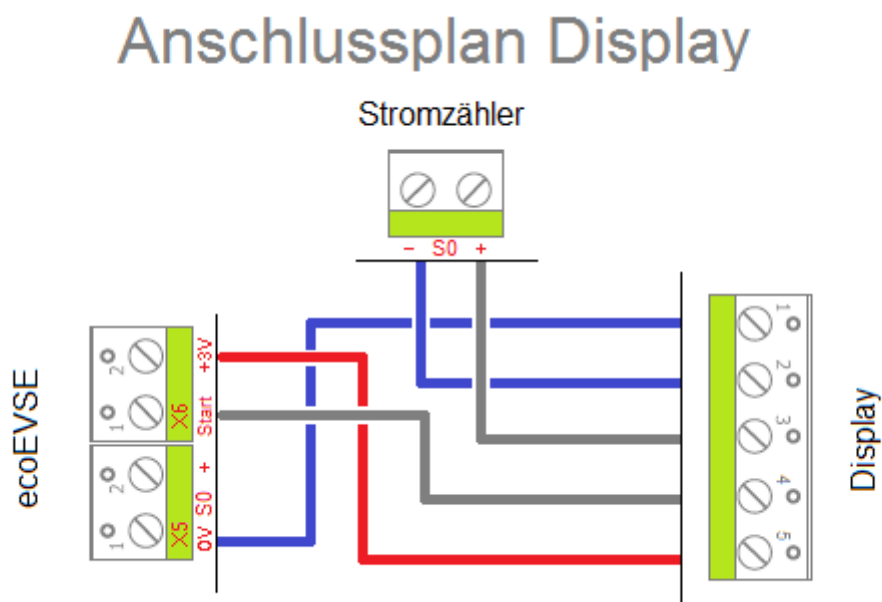 Anschlussplan Display
Stromzähler
− S0 +
ecoEVSE
2
1
X6
Start +3V
2
1
X5
0V S0 +
1
2
3
4
5
Display